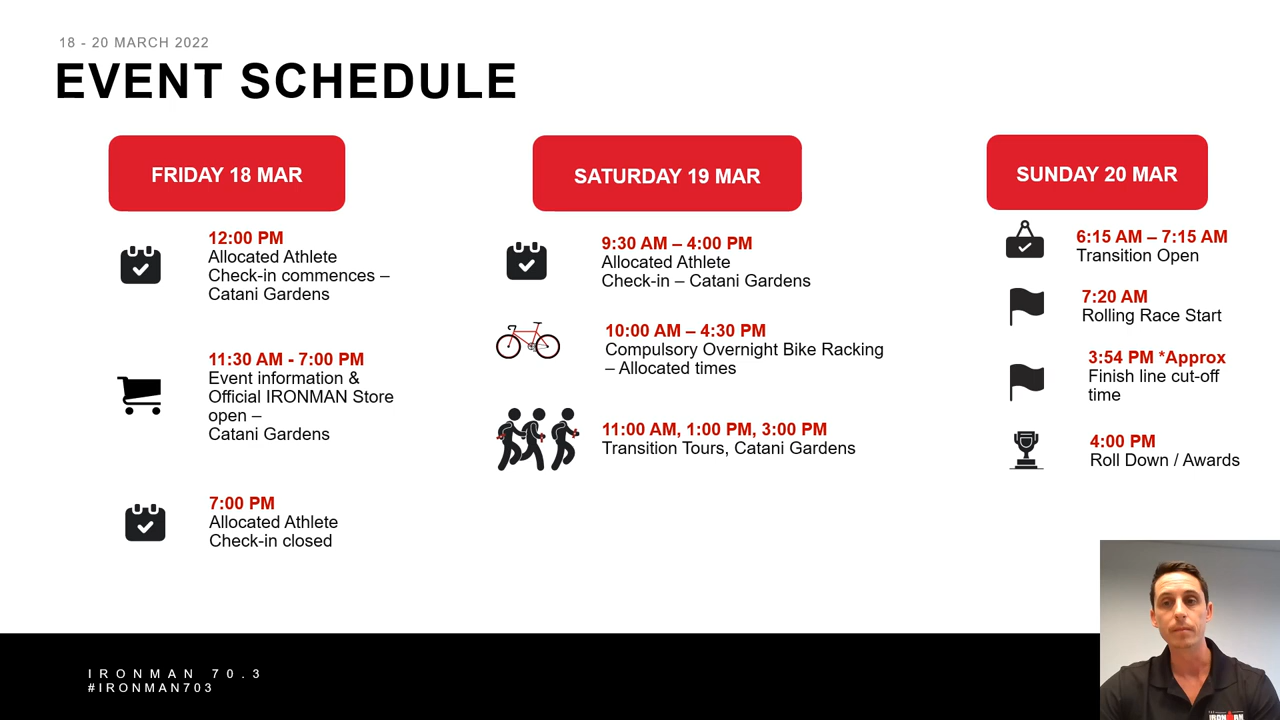 18 - 20 MARCH 2022
EVENT SCHEDULE
FRIDAY 18 MAR
12:00 PM
Allocated Athlete
Check-in commences –
Catani Gardens
11:30 AM - 7:00 PM
Event information &
Official IRONMAN Store
open –
Catani Gardens
7:00 PM
Allocated Athlete
Check-in closed
SATURDAY 19 MAR
9:30 AM – 4:00 PM
Allocated Athlete
Check-in – Catani Gardens
10:00 AM – 4:30 PM
Compulsory Overnight Bike Racking
– Allocated times
11:00 AM, 1:00 PM, 3:00 PM
Transition Tours, Catani Gardens
SUNDAY 20 MAR
6:15 AM – 7:15 AM
Transition Open
7:20 AM
Rolling Race Start
3:54 PM *Approx
Finish line cut-off
time
4:00 PM
Roll Down / Awards
IRONMAN 70.3
#IRONMAN703